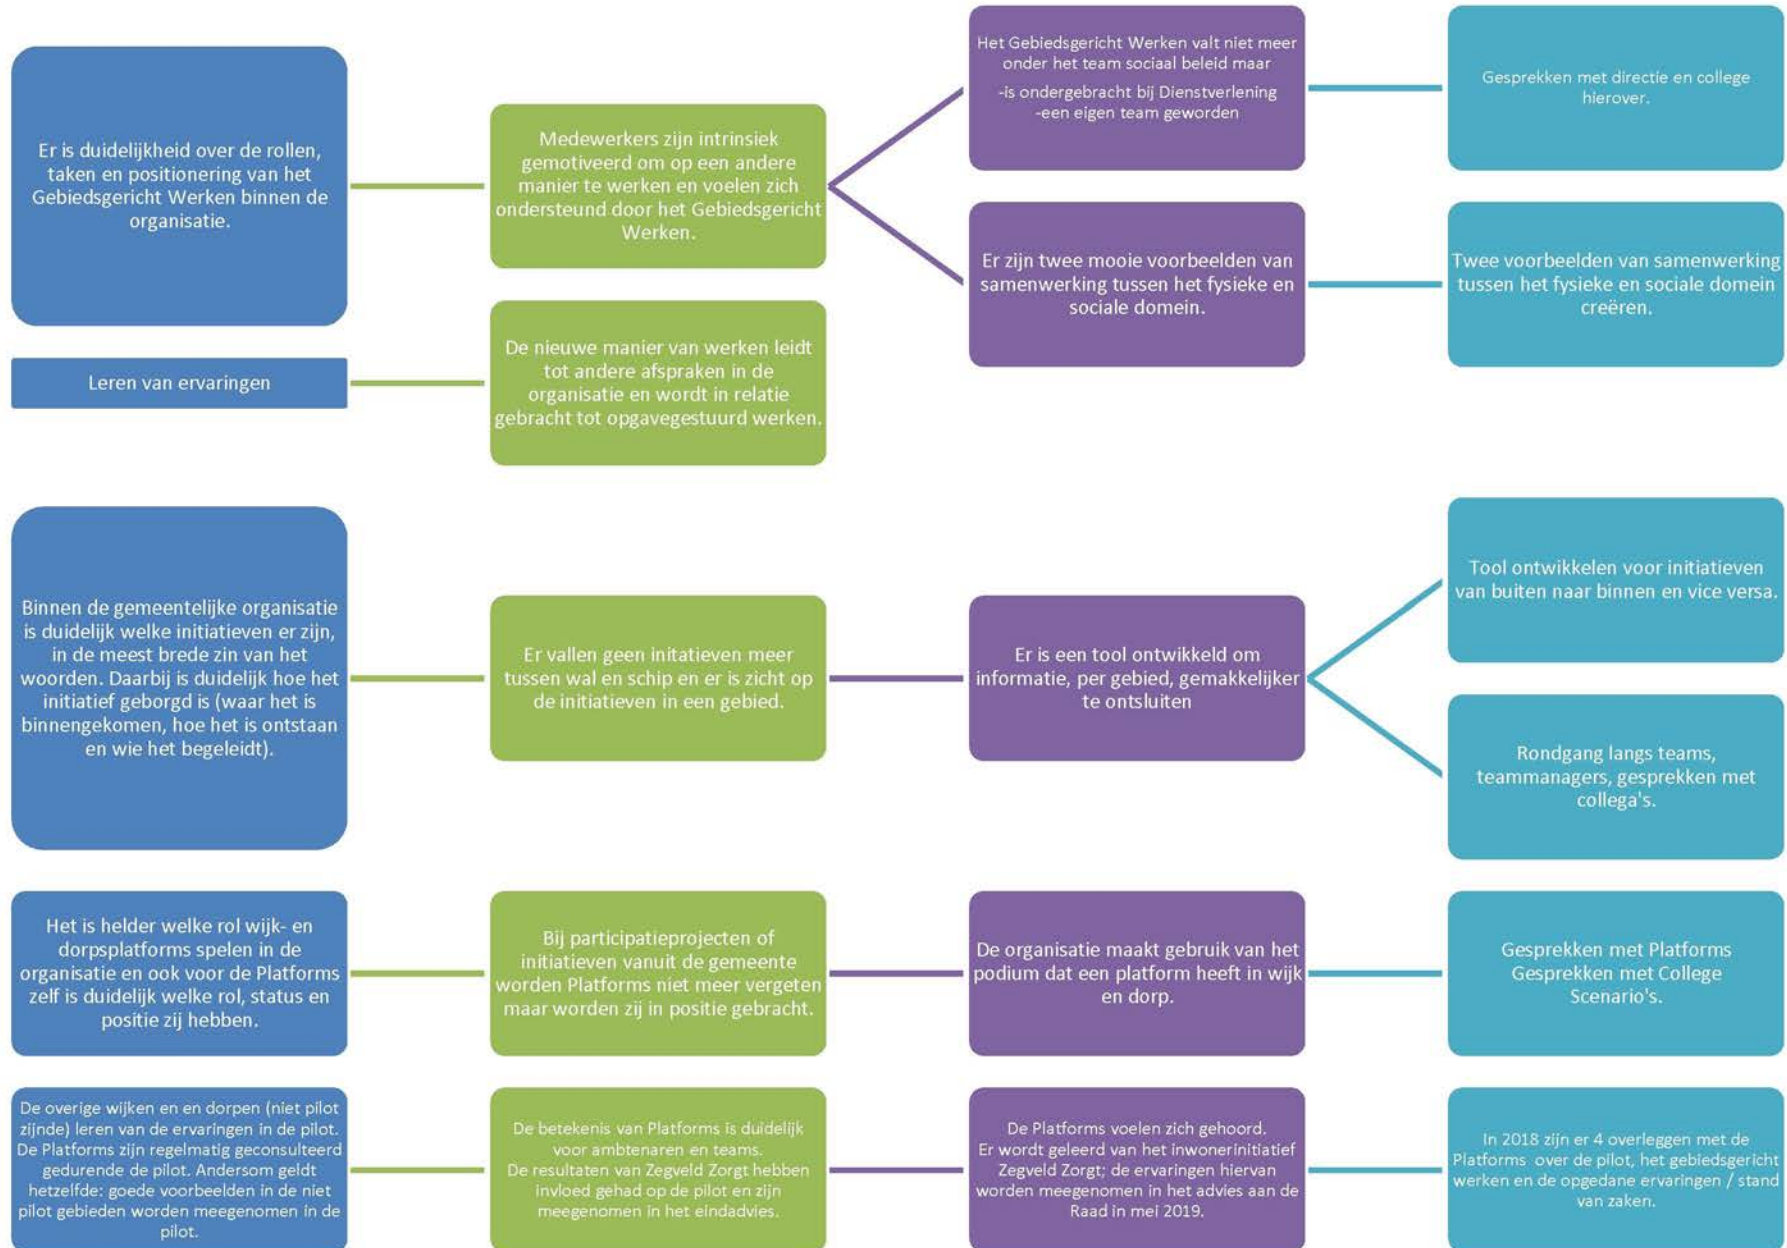 Er is duidelijkheid over de rollen,
taken en positionering van het
Gebiedsgericht Werken binnen de
organisatie.
Medewerkers zijn intrinsiek
gemotiveerd om op een andere
manier te werken en voelen zich
ondersteund door het Gebiedsgericht
Werken.
Het Gebiedsgericht Werken valt niet meer
onder het team sociaal beleid maar
-is ondergebracht bij Dienstverlening
-een eigen team geworden
Gesprekken met directie en college
hierover.
Er zijn twee mooie voorbeelden van
samenwerking tussen het fysieke en
sociale domein.
Twee voorbeelden van samenwerking
tussen het fysieke en sociale domein
creëren.
Leren van ervaringen
De nieuwe manier van werken leidt
tot andere afspraken in de
organisatie en wordt in relatie
gebracht tot opgavegestuurd werken.
Binnen de gemeentelijke organisatie
is duidelijk welke initiatieven er zijn,
in de meest brede zin van het
woorden. Daarbij is duidelijk hoe het
initiatief geborgd is (waar het is
binnengekomen, hoe het is ontstaan
en wie het begeleidt).
Er vallen geen initatieven meer
tussen wal en schip en er is zicht op
de initiatieven in een gebied.
Er is een tool ontwikkeld om
informatie, per gebied, gemakkelijker
te ontsluiten
Tool ontwikkelen voor initiatieven
van buiten naar binnen en vice versa.
Rondgang langs teams,
teammanagers, gesprekken met
collega's.
Het is helder welke rol wijk- en
dorpsplatforms spelen in de
organisatie en ook voor de Platforms
zelf is duidelijk welke rol, status en
positie zij hebben.
Bij participatieprojecten of
initiatieven vanuit de gemeente
worden Platforms niet meer vergeten
maar worden zij in positie gebracht.
De organisatie maakt gebruik van het
podium dat een platform heeft in wijk
en dorp.
Gesprekken met Platforms
Gesprekken met College
Scenario's.
De overige wijken en en dorpen (niet pilot
zijnde) leren van de ervaringen in de pilot.
De Platforms zijn regelmatig geconsulteerd
gedurende de pilot. Andersom geldt
hetzelfde: goede voorbeelden in de niet
pilot gebieden worden meegenomen in de
pilot.
De betekenis van Platforms is duidelijk
voor ambtenaren en teams.
De resultaten van Zegveld Zorgt hebben
invloed gehad op de pilot en zijn
meegenomen in het eindadvies.
De Platforms voelen zich gehoord.
Er wordt geleerd van het inwonerinitiatief
Zegveld Zorgt; de ervaringen hiervan
worden meegenomen in het advies aan de
Raad in mei 2019.
In 2018 zijn er 4 overleggen met de
Platforms over de pilot, het gebiedsgericht
werken en de opgedane ervaringen / stand
van zaken.